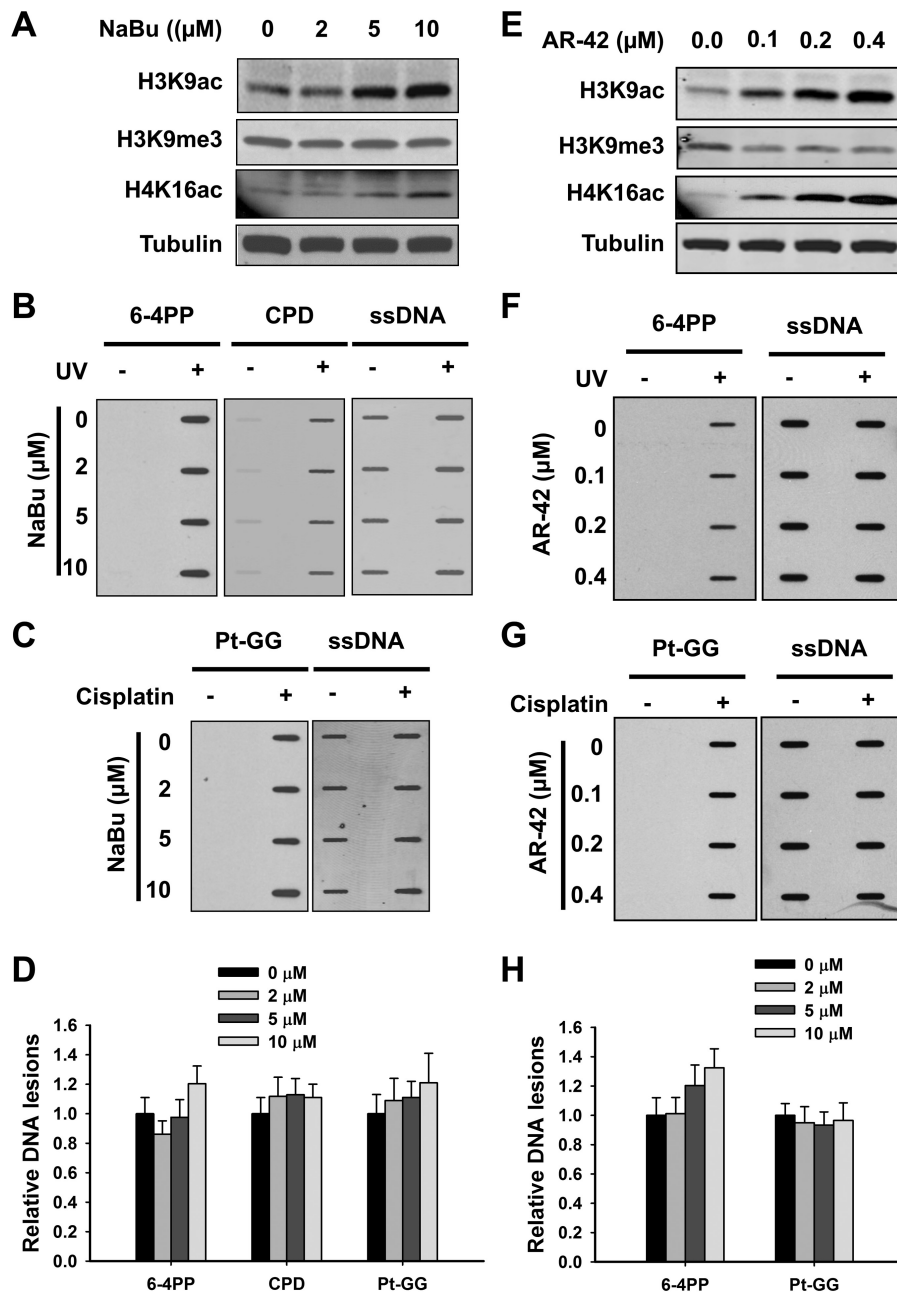 A
NaBu ((μM) 0 2 5 10
H3K9ac
H3K9me3
H4K16ac
Tubulin
B
6-4PP CPD ssDNA
UV - + - + - +
NaBu (μM)
0
2
5
10
C
Pt-GG ssDNA
Cisplatin - + - +
NaBu (μM)
0
2
5
10
D
0 μM
2 μM
5 μM
10 μM
Relative DNA lesions
1.6
1.4
1.2
1.0
0.8
0.6
0.4
0.2
0.0
6-4PP CPD Pt-GG
E
AR-42 (μM) 0.0 0.1 0.2 0.4
H3K9ac
H3K9me3
H4K16ac
Tubulin
F
6-4PP ssDNA
UV - + - +
AR-42 (μM)
0
0.1
0.2
0.4
G
Pt-GG ssDNA
Cisplatin - + - +
AR-42 (μM)
0
0.1
0.2
0.4
H
0 μM
2 μM
5 μM
10 μM
Relative DNA lesions
1.6
1.4
1.2
1.0
0.8
0.6
0.4
0.2
0.0
6-4PP Pt-GG